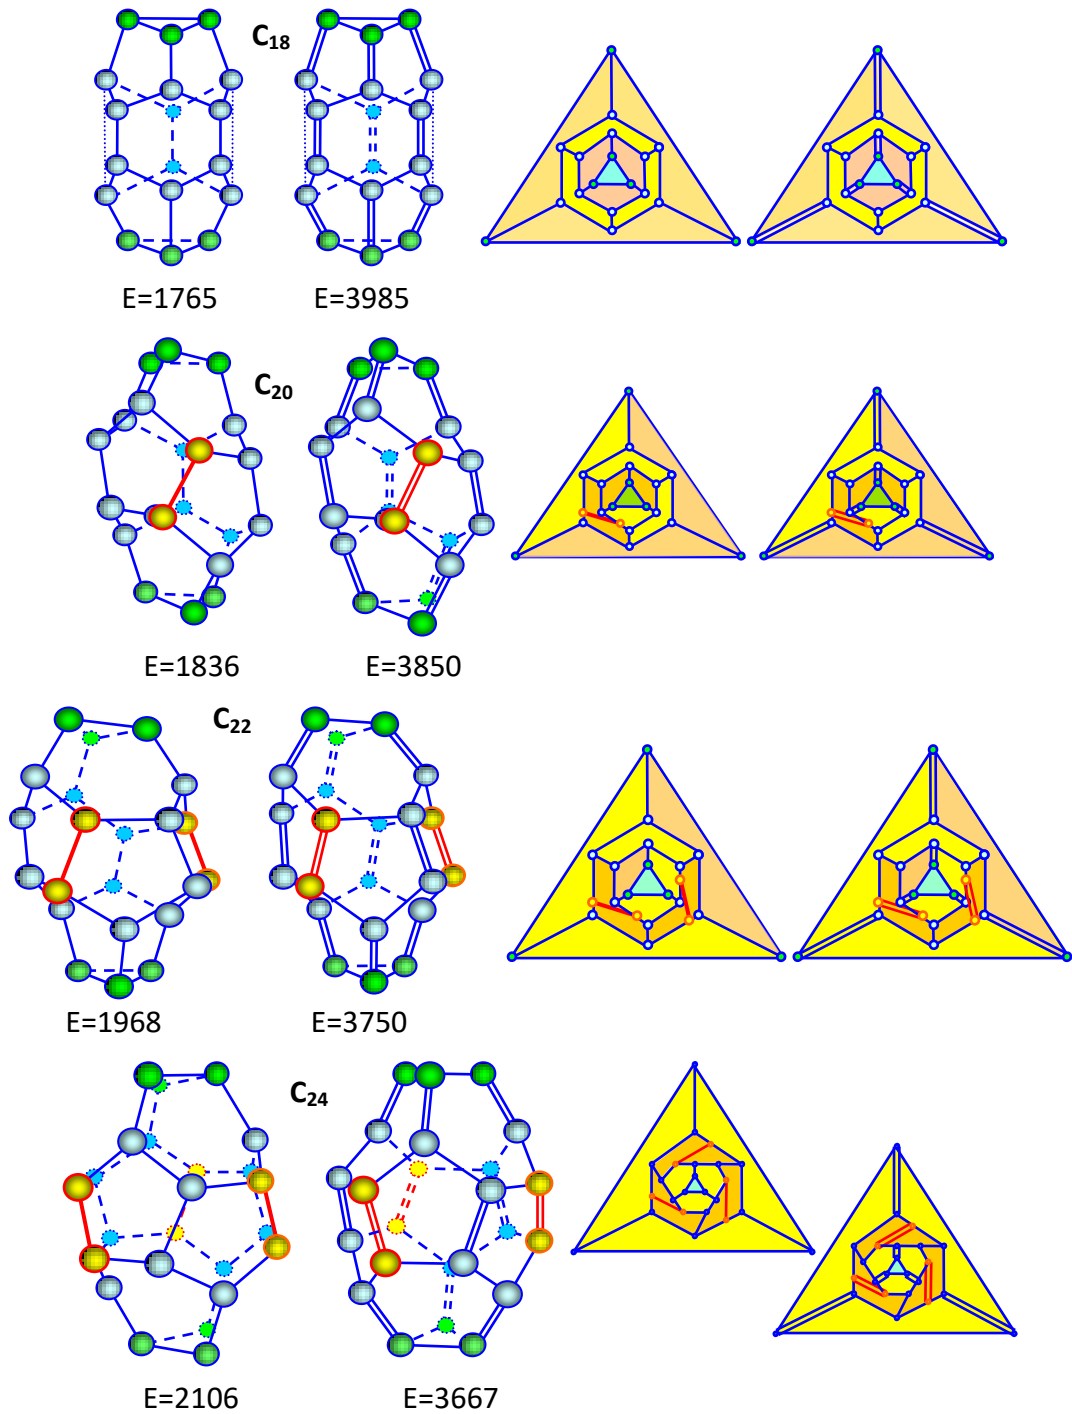 C₁₈
E=1765
E=3985
C₂₀
E=1836
E=3850
C₂₂
E=1968
E=3750
C₂₄
E=2106
E=3667